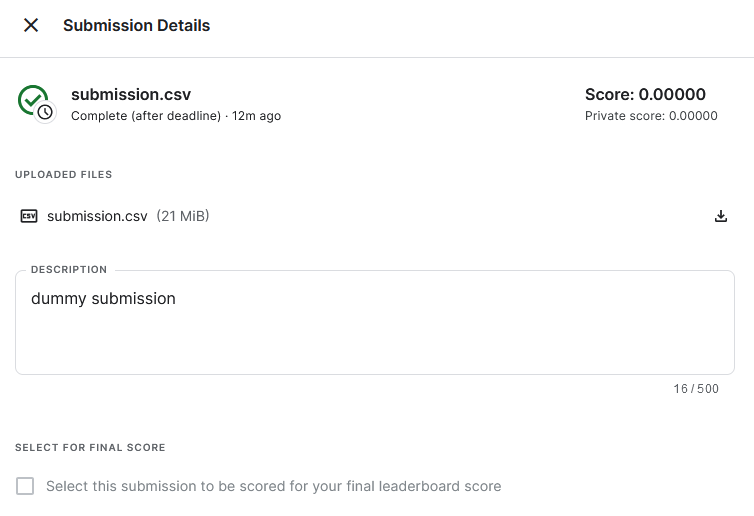 Submission Details
submission.csv
Score: 0.00000
Complete (after deadline) · 12m ago
Private score: 0.00000
UPLOADED FILES
CSV submission.csv (21 MiB)
DESCRIPTION
dummy submission
16 / 500
SELECT FOR FINAL SCORE
Select this submission to be scored for your final leaderboard score